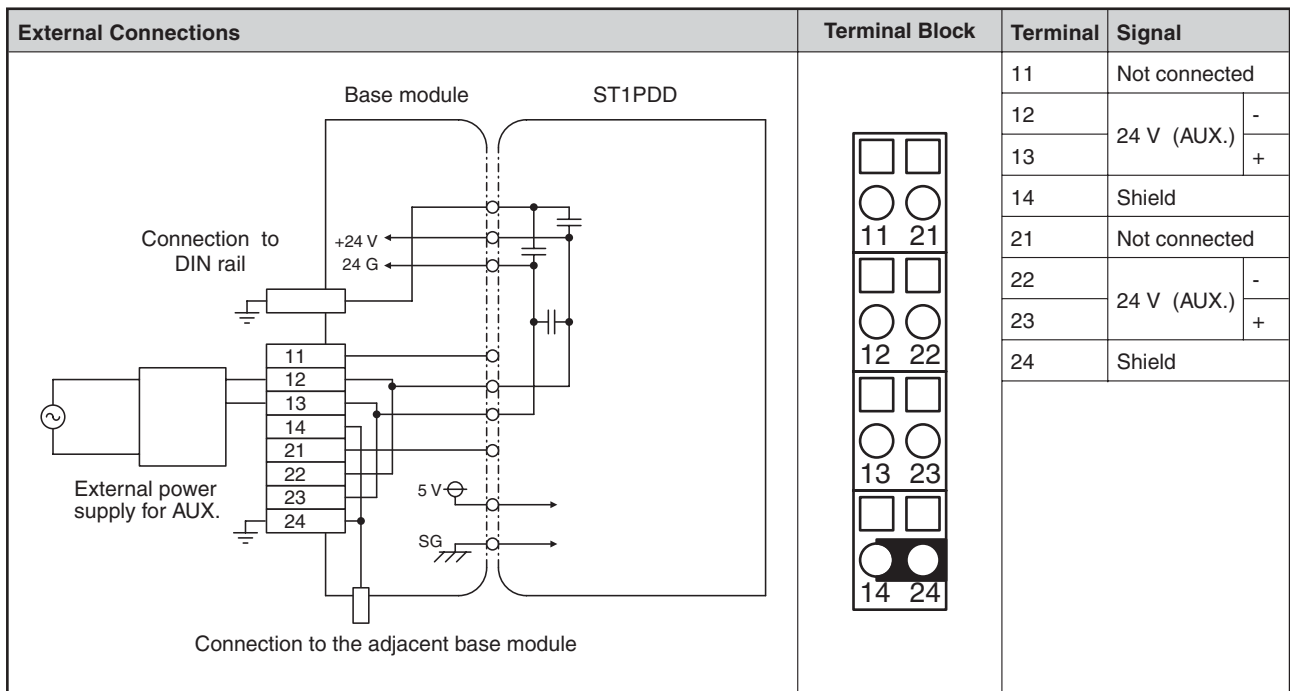 External Connections
Terminal Block
Terminal
Signal
Base module
ST1PDD
Connection to
DIN rail
+24 V
24 G
11
12
13
14
21
22
23
24
External power
supply for AUX.
5 V
SG
Connection to the adjacent base module
11 21
12 22
13 23
14 24
11 Not connected
12 -
24 V (AUX.)
13 +
14 Shield
21 Not connected
22 -
24 V (AUX.)
23 +
24 Shield